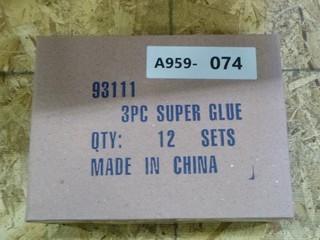 A959- 074
93111
3PC SUPER GLUE
QTY: 12 SETS
MADE IN CHINA